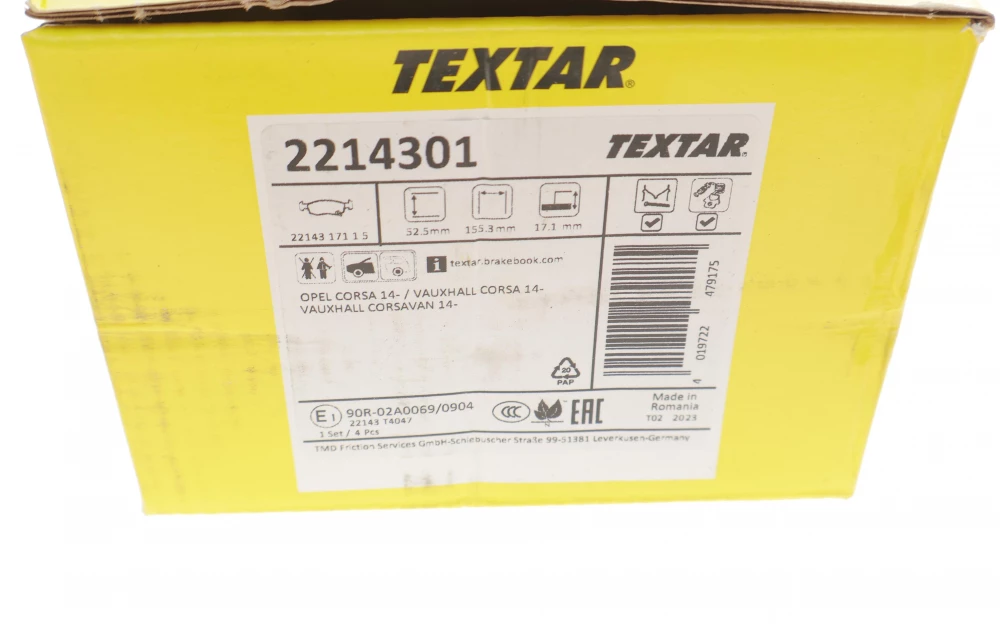 TEXTAR®
2214301
TEXTAR®
22143 171 1 5
52.5mm 155.3mm 17.1 mm
i textar.brakebook.com
OPEL CORSA 14- / VAUXHALL CORSA 14-
VAUXHALL CORSAVAN 14-
4 019722 479175
20
PAP
E1 90R-02A0069/0904
22143 T4047
1 Set / 4 Pcs
CCC
EAC
Made in
Romania
T02 2023
TMD Friction Services GmbH-Schlebuscher Straße 99-51381 Leverkusen-Germany